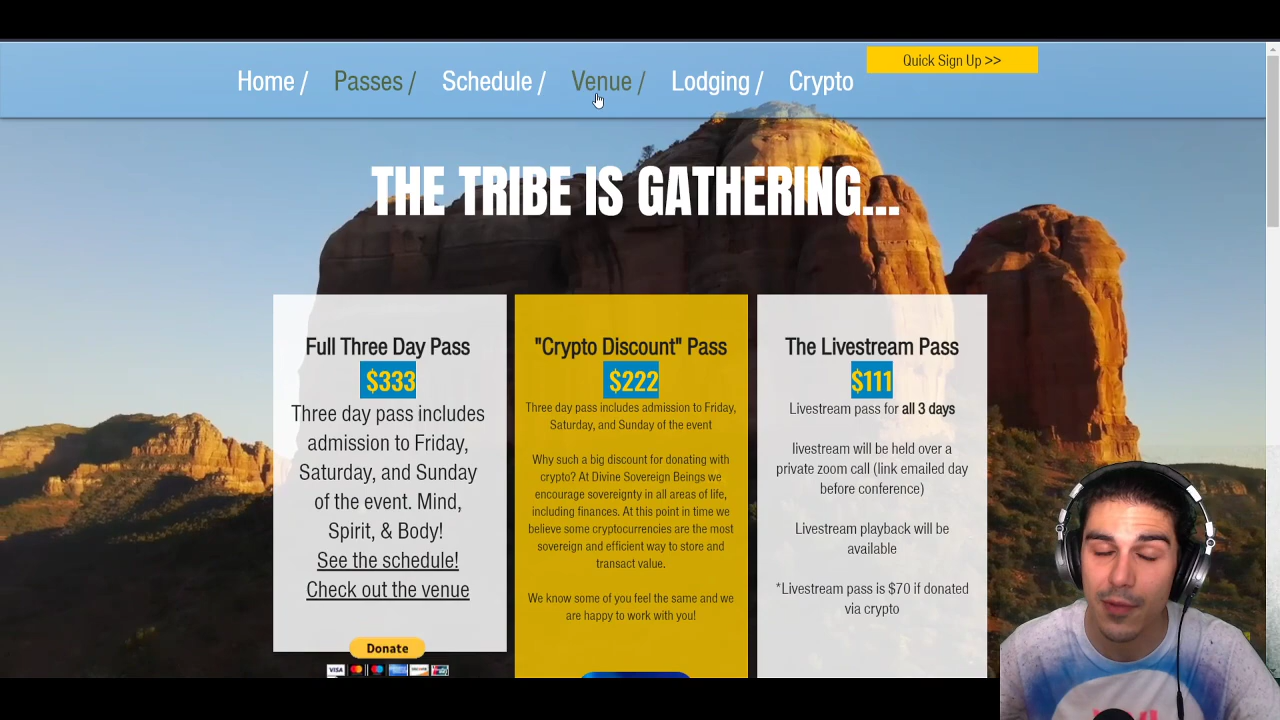 Quick Sign Up >>
Home / Passes / Schedule / Venue / Lodging / Crypto
THE TRIBE IS GATHERING...
Full Three Day Pass
$333
Three day pass includes
admission to Friday,
Saturday, and Sunday
of the event. Mind,
Spirit, & Body!
See the schedule!
Check out the venue
Donate
VISA
"Crypto Discount" Pass
$222
Three day pass includes admission to Friday,
Saturday, and Sunday of the event
Why such a big discount for donating with
crypto? At Divine Sovereign Beings we
encourage sovereignty in all areas of life,
including finances. At this point in time we
believe some cryptocurrencies are the most
sovereign and efficient way to store and
transact value.
We know some of you feel the same and we
are happy to work with you!
The Livestream Pass
$111
Livestream pass for all 3 days
livestream will be held over a
private zoom call (link emailed day
before conference)
Livestream playback will be
available
*Livestream pass is $70 if donated
via crypto